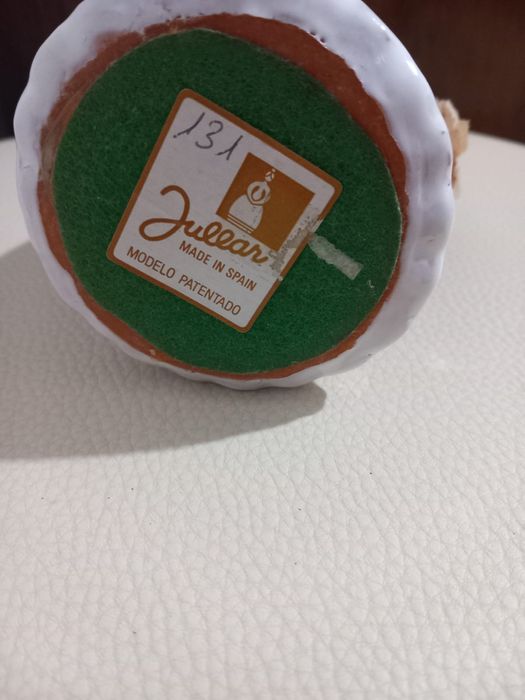 131
Jullar
MADE IN SPAIN
MODELO PATENTADO